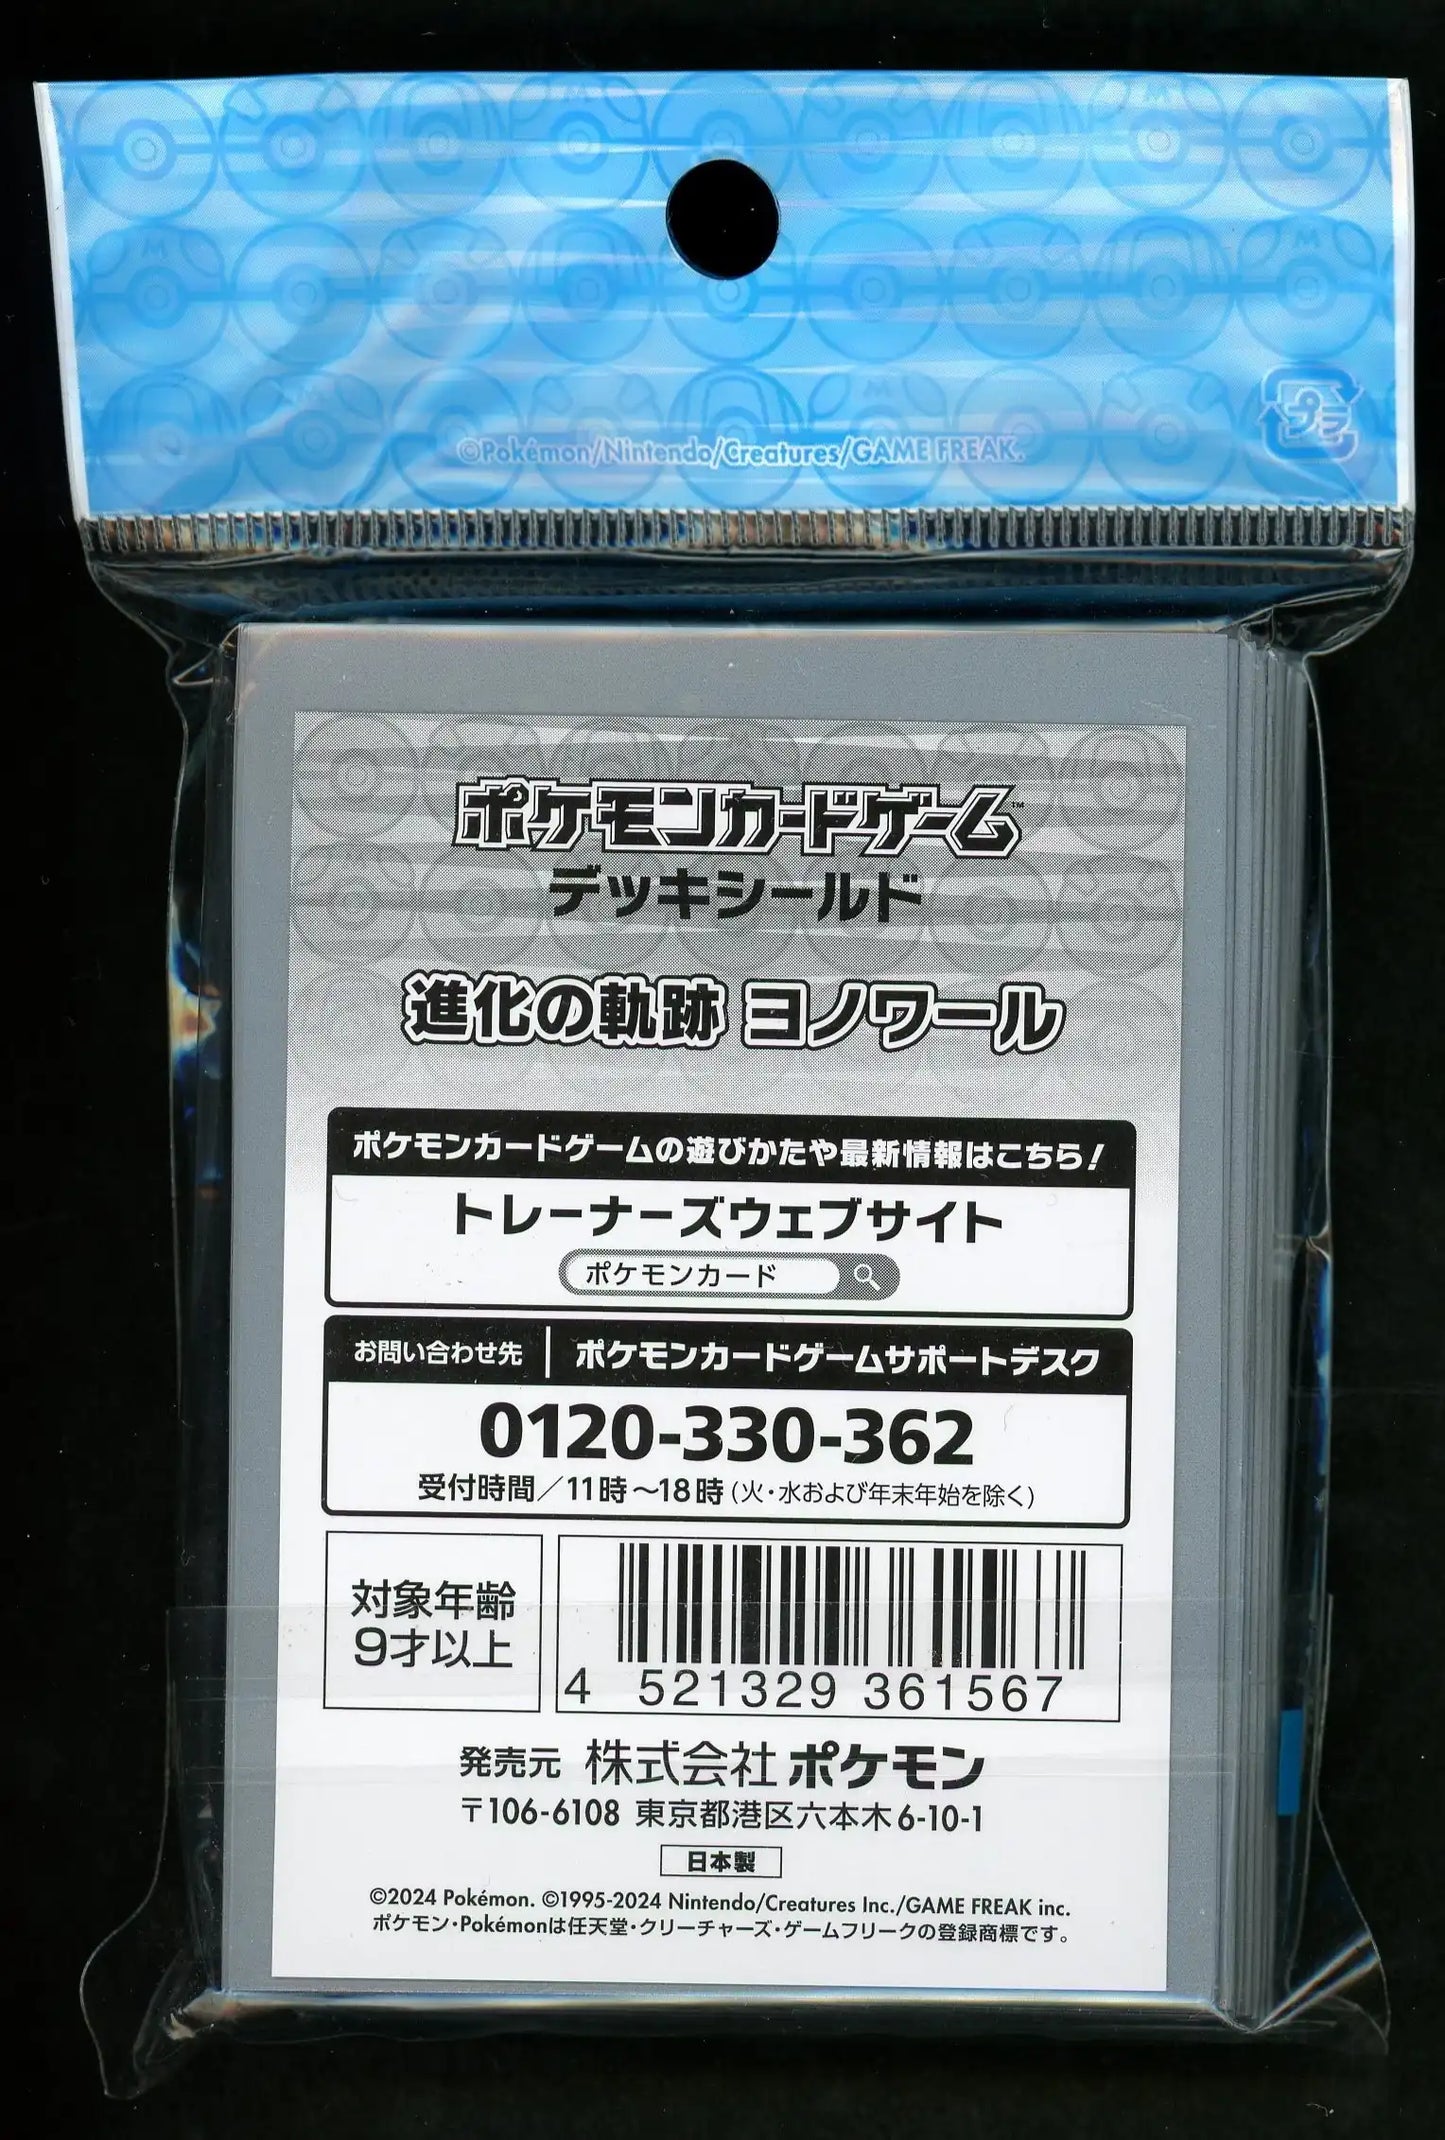 ©Pokémon/Nintendo/Creatures/GAME FREAK.
プラ
ポケモンカードゲーム™
デッキシールド
進化の軌跡 ヨノワール
ポケモンカードゲームの遊びかたや最新情報はこちら!
トレーナーズウェブサイト
ポケモンカード
お問い合わせ先 | ポケモンカードゲームサポートデスク
0120-330-362
受付時間/11時～18時(火・水および年末年始を除く)
対象年齢
9才以上
4 521329 361567
発売元 株式会社ポケモン
〒106-6108 東京都港区六本木6-10-1
日本製
©2024 Pokémon. ©1995-2024 Nintendo/Creatures Inc./GAME FREAK inc.
ポケモン・Pokémonは任天堂・クリーチャーズ・ゲームフリークの登録商標です。